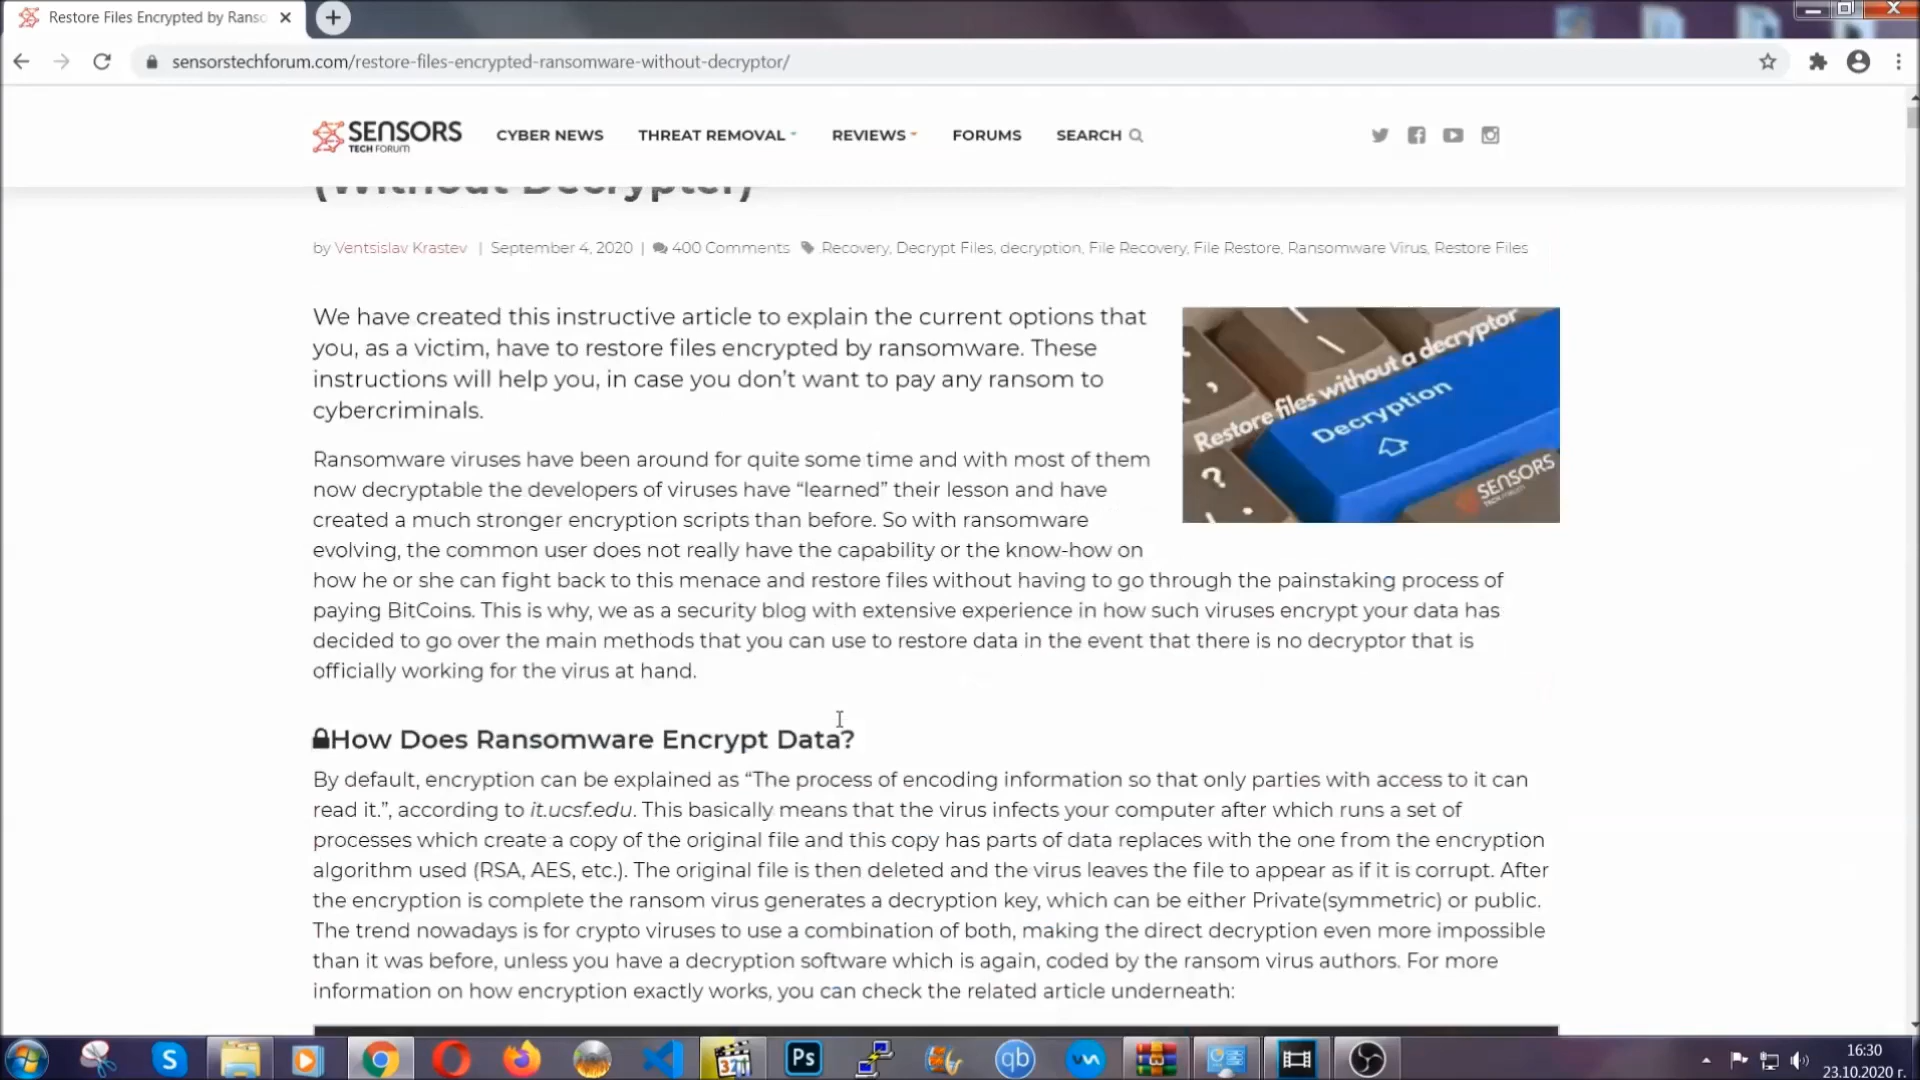 Restore Files Encrypted by Ranso
sensorstechforum.com/restore-files-encrypted-ransomware-without-decryptor/
SENSORS
TECH FORUM
CYBER NEWS
THREAT REMOVAL
REVIEWS
FORUMS
SEARCH
(Without Decrypter)
by Ventsislav Krastev | September 4, 2020 | 400 Comments Recovery, Decrypt Files, decryption, File Recovery, File Restore, Ransomware Virus, Restore Files
We have created this instructive article to explain the current options that
you, as a victim, have to restore files encrypted by ransomware. These
instructions will help you, in case you don't want to pay any ransom to
cybercriminals.
Restore files without a decryptor
Decryption
SENSORS
Ransomware viruses have been around for quite some time and with most of them
now decryptable the developers of viruses have “learned” their lesson and have
created a much stronger encryption scripts than before. So with ransomware
evolving, the common user does not really have the capability or the know-how on
how he or she can fight back to this menace and restore files without having to go through the painstaking process of
paying BitCoins. This is why, we as a security blog with extensive experience in how such viruses encrypt your data has
decided to go over the main methods that you can use to restore data in the event that there is no decryptor that is
officially working for the virus at hand.
How Does Ransomware Encrypt Data?
By default, encryption can be explained as “The process of encoding information so that only parties with access to it can
read it.”, according to it.ucsf.edu. This basically means that the virus infects your computer after which runs a set of
processes which create a copy of the original file and this copy has parts of data replaces with the one from the encryption
algorithm used (RSA, AES, etc.). The original file is then deleted and the virus leaves the file to appear as if it is corrupt. After
the encryption is complete the ransom virus generates a decryption key, which can be either Private(symmetric) or public.
The trend nowadays is for crypto viruses to use a combination of both, making the direct decryption even more impossible
than it was before, unless you have a decryption software which is again, coded by the ransom virus authors. For more
information on how encryption exactly works, you can check the related article underneath:
321
Ps
qb
16:30
23.10.2020 г.